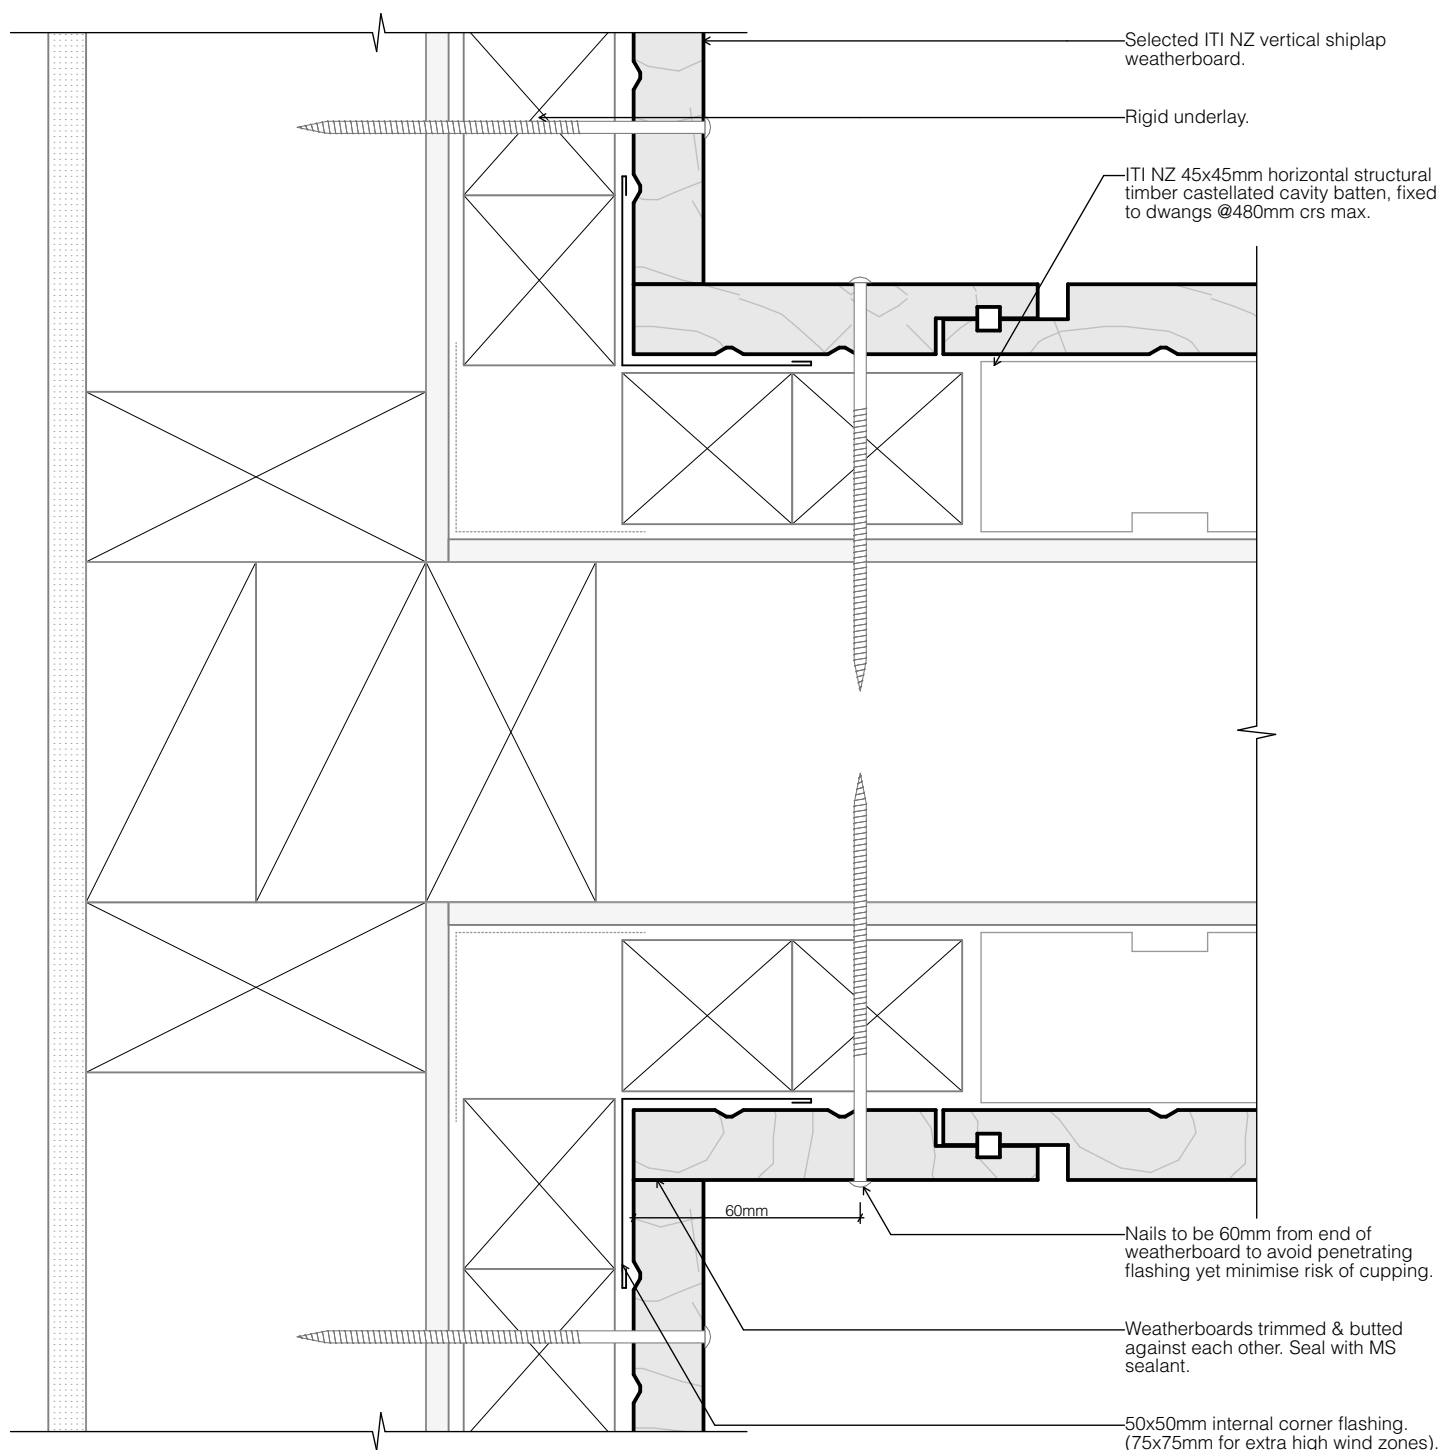 Selected ITI NZ vertical shiplap
weatherboard.
Rigid underlay.
ITI NZ 45x45mm horizontal structural
timber castellated cavity batten, fixed
to dwangs @480mm crs max.
60mm
Nails to be 60mm from end of
weatherboard to avoid penetrating
flashing yet minimise risk of cupping.
Weatherboards trimmed & butted
against each other. Seal with MS
sealant.
50x50mm internal corner flashing.
(75x75mm for extra high wind zones).